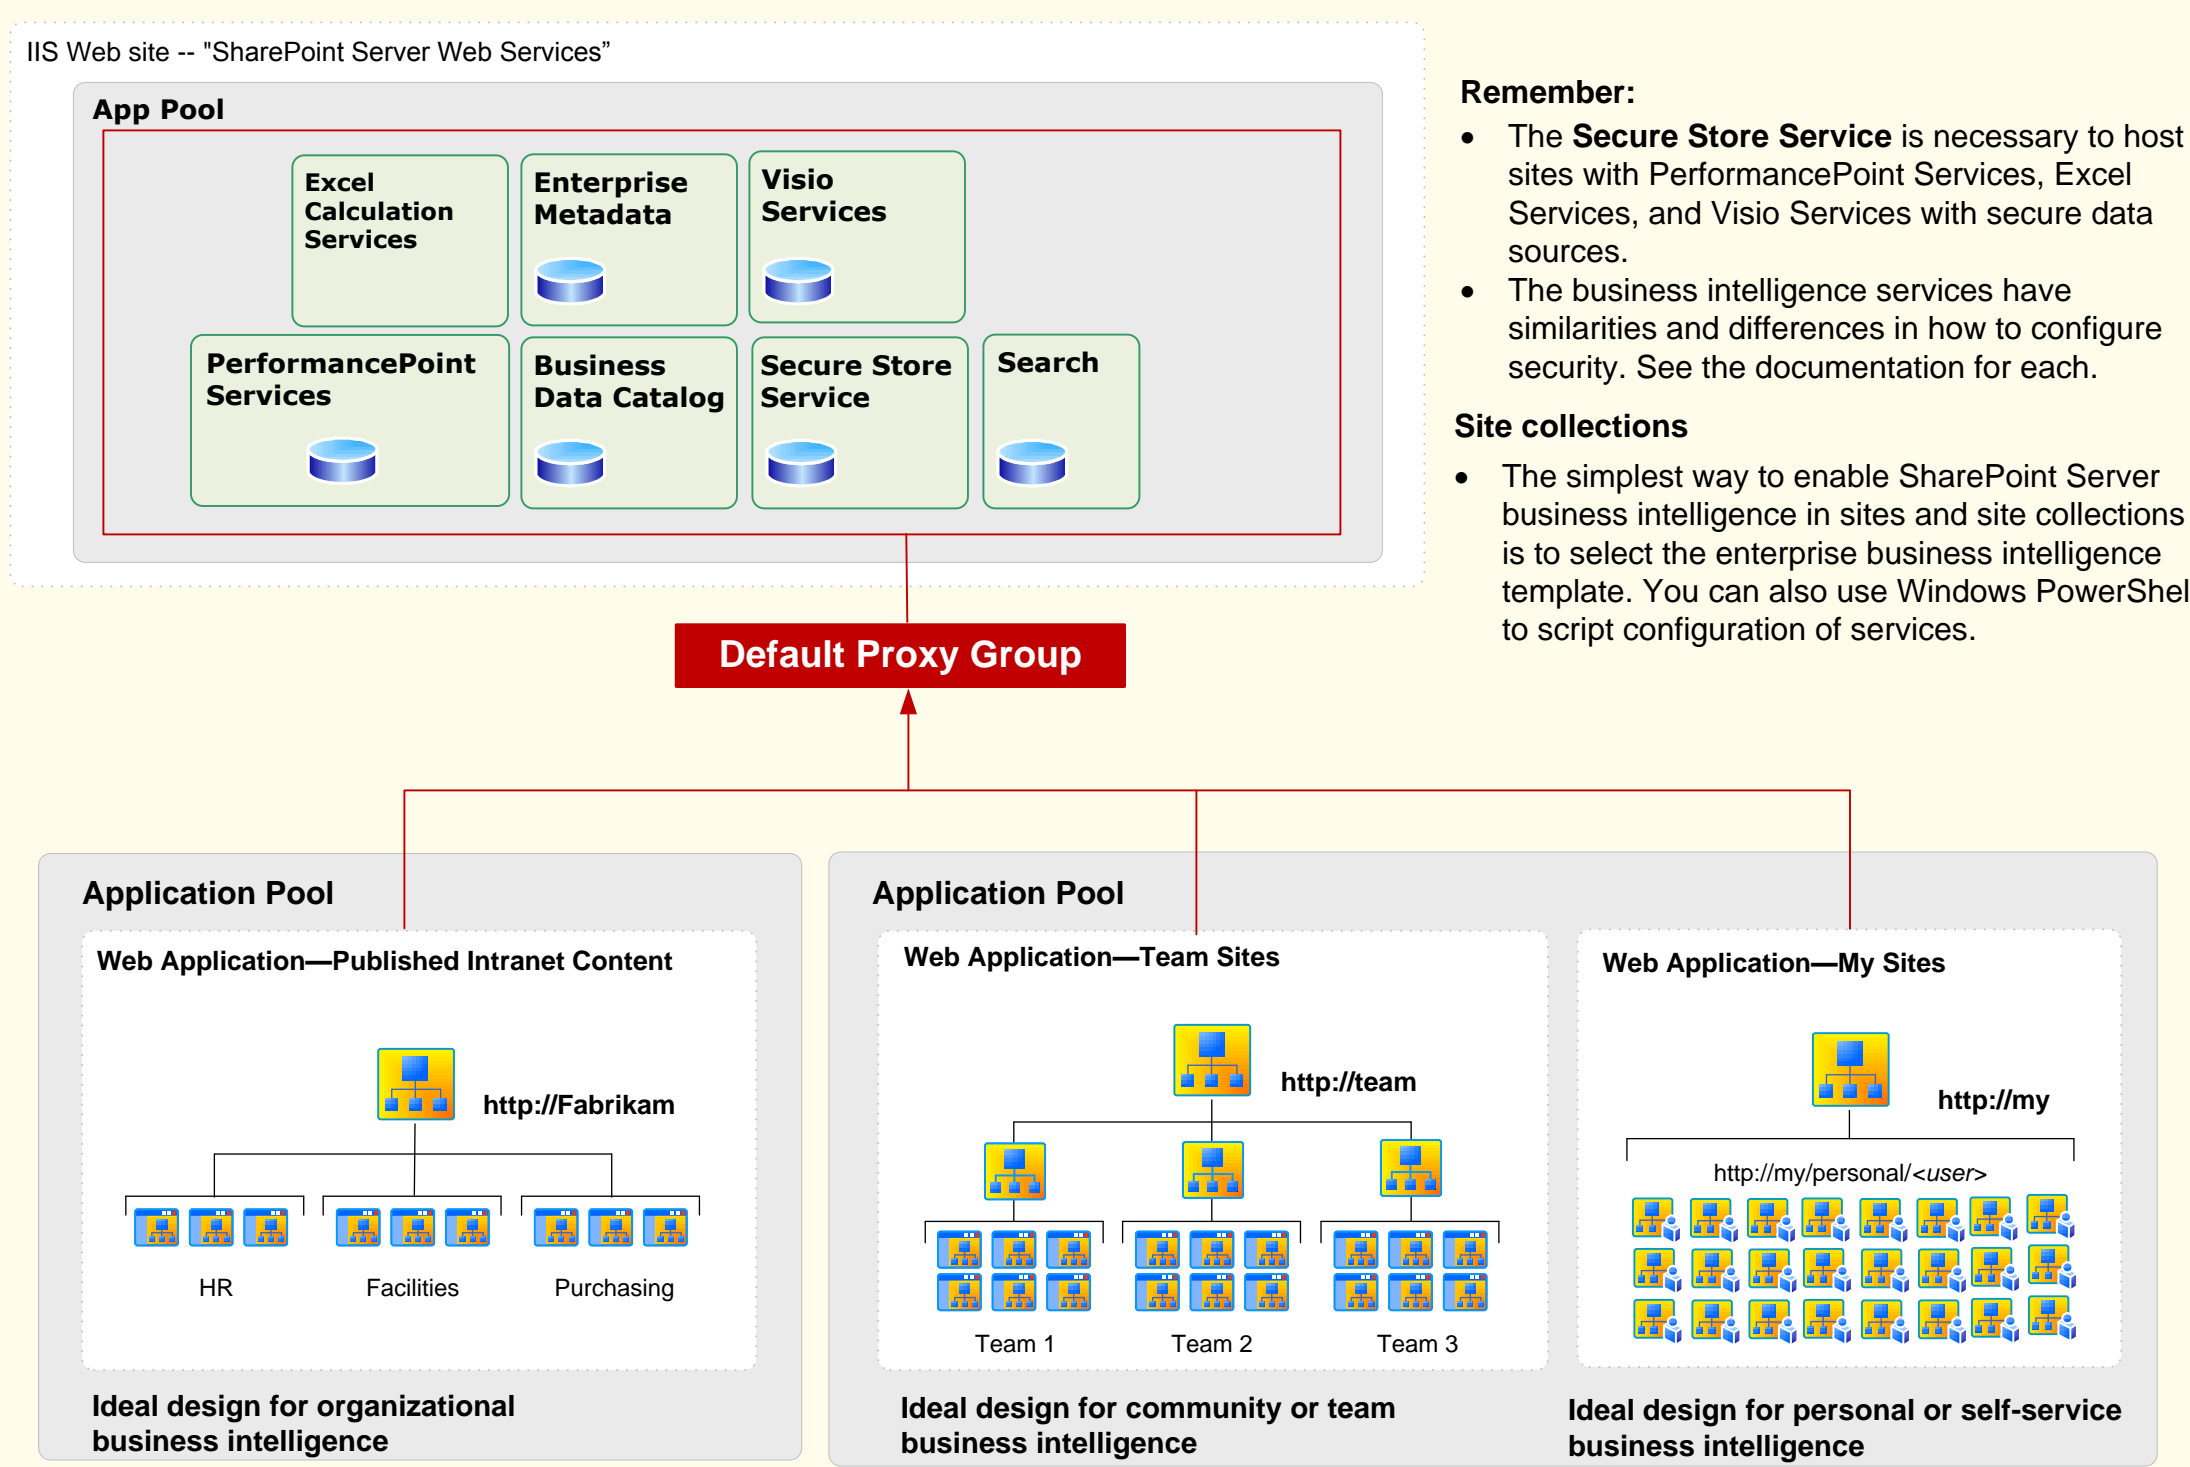 IIS Web site -- "SharePoint Server Web Services”
App Pool
Excel
Calculation
Services
Enterprise
Metadata
Visio
Services
PerformancePoint
Services
Business
Data Catalog
Secure Store
Service
Search
Remember:
• The Secure Store Service is necessary to host
sites with PerformancePoint Services, Excel
Services, and Visio Services with secure data
sources.
• The business intelligence services have
similarities and differences in how to configure
security. See the documentation for each.
Site collections
• The simplest way to enable SharePoint Server
business intelligence in sites and site collections
is to select the enterprise business intelligence
template. You can also use Windows PowerShel
to script configuration of services.
Default Proxy Group
Application Pool
Web Application—Published Intranet Content
http://Fabrikam
HR
Facilities
Purchasing
Ideal design for organizational
business intelligence
Application Pool
Web Application—Team Sites
http://team
Team 1
Team 2
Team 3
Ideal design for community or team
business intelligence
Web Application—My Sites
http://my
http://my/personal/<user>
Ideal design for personal or self-service
business intelligence